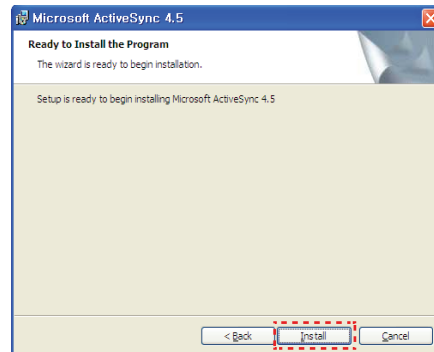 Microsoft ActiveSync 4.5
Ready to Install the Program
The wizard is ready to begin installation.
Setup is ready to begin installing Microsoft ActiveSync 4.5
< Back
Install
Cancel